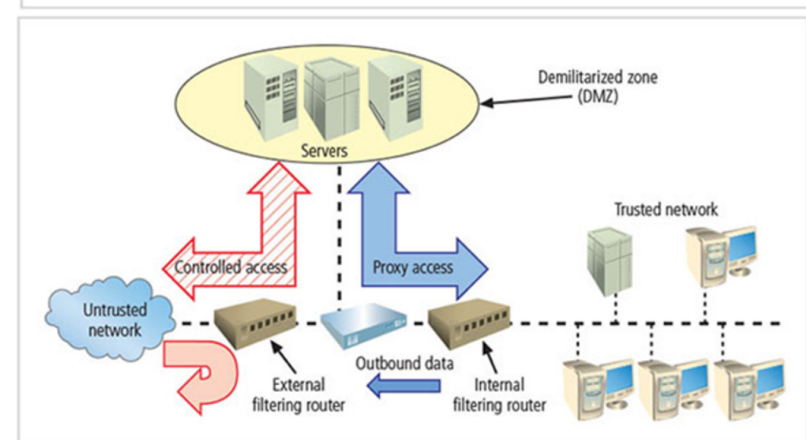 Demilitarized zone
(DMZ)
Servers
Trusted network
Controlled access
Proxy access
Untrusted
network
Outbound data
External
filtering router
Internal
filtering router